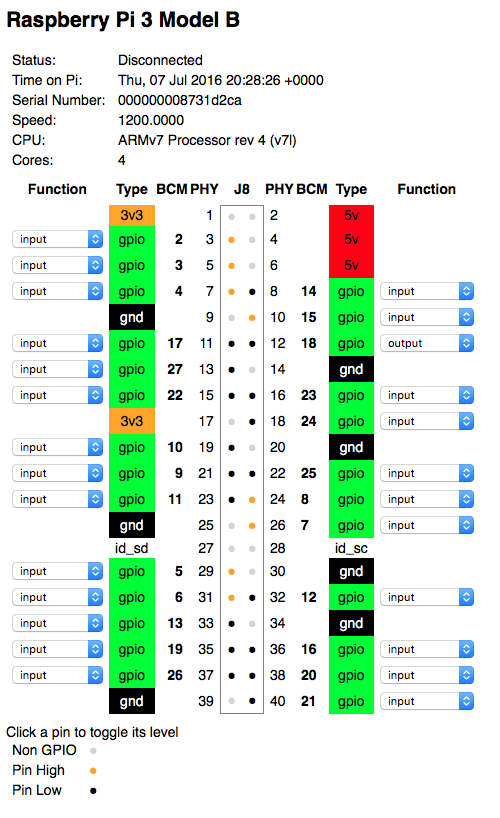 Raspberry Pi 3 Model B
Status: Disconnected
Time on Pi: Thu, 07 Jul 2016 20:28:26 +0000
Serial Number: 000000008731d2ca
Speed: 1200.0000
CPU: ARMv7 Processor rev 4 (v7l)
Cores: 4
Function Type BCM PHY J8 PHY BCM Type Function
3v3 1 2 5v
input gpio 2 3 4 5v
input gpio 3 5 6 5v
input gpio 4 7 8 14 gpio input
gnd 9 10 15 gpio input
input gpio 17 11 12 18 gpio output
input gpio 27 13 14 gnd
input gpio 22 15 16 23 gpio input
3v3 17 18 24 gpio input
input gpio 10 19 20 gnd
input gpio 9 21 22 25 gpio input
input gpio 11 23 24 8 gpio input
gnd 25 26 7 gpio input
id_sd 27 28 id_sc
input gpio 5 29 30 gnd
input gpio 6 31 32 12 gpio input
input gpio 13 33 34 gnd
input gpio 19 35 36 16 gpio input
input gpio 26 37 38 20 gpio input
gnd 39 40 21 gpio input
Click a pin to toggle its level
Non GPIO
Pin High
Pin Low